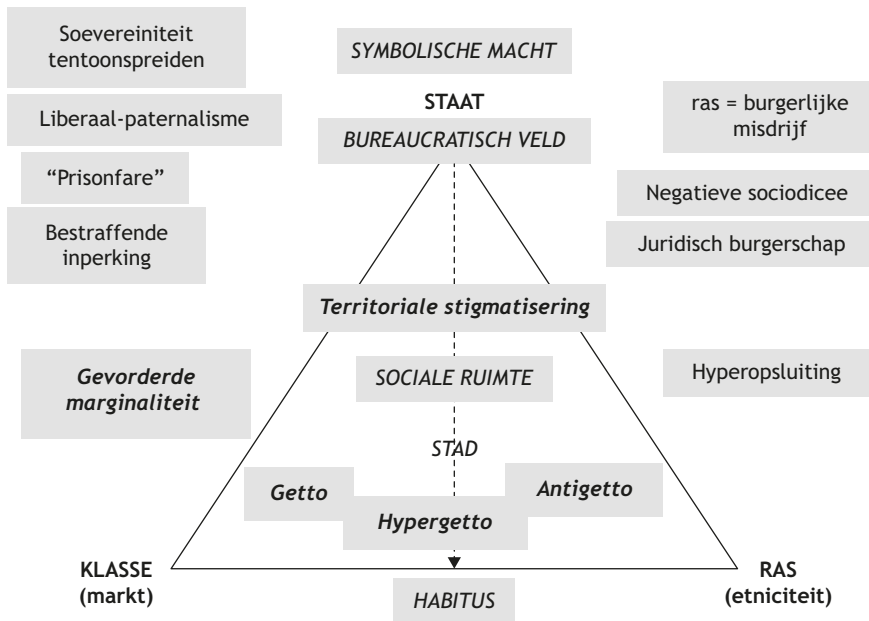 Soevereiniteit
tentoonspreiden
SYMBOLISCHE MACHT
STAAT
Liberaal-paternalisme
ras = burgerlijke
misdrijf
BUREAUCRATISCH VELD
“Prisonfare”
Negatieve sociodicee
Bestraffende
inperking
Juridisch burgerschap
Territoriale stigmatisering
Gevorderde
marginaliteit
SOCIALE RUIMTE
Hyperopsluiting
STAD
Getto
Antigetto
Hypergetto
KLASSE
(markt)
RAS
(etniciteit)
HABITUS